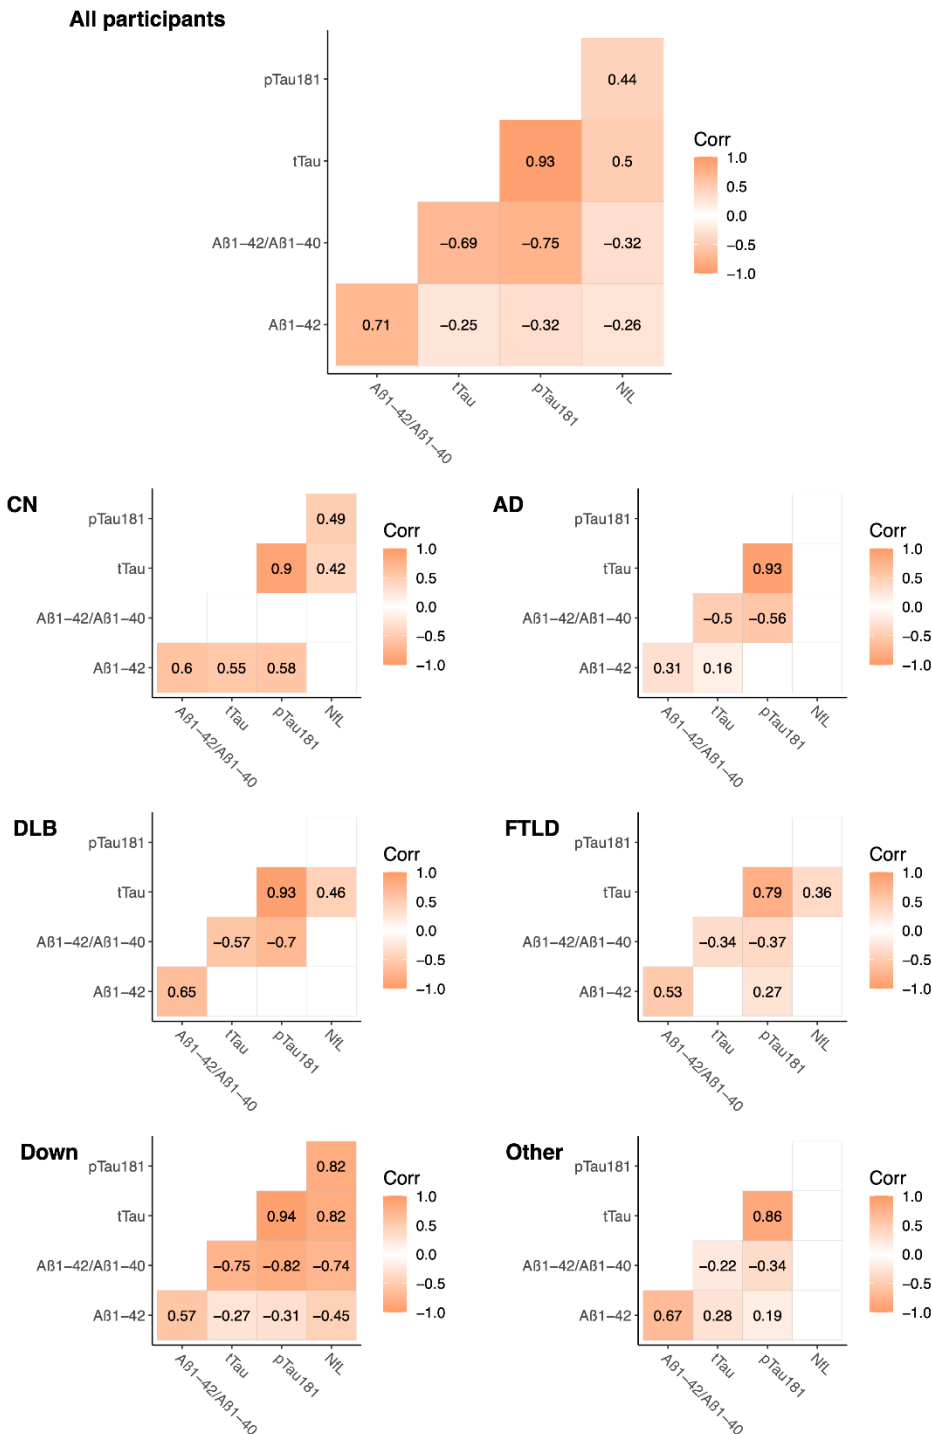 All participants
pTau181
0.44
Corr
1.0
0.5
0.0
−0.5
−1.0
tTau
0.93
0.5
Aβ1−42/Aβ1−40
−0.69
−0.75
−0.32
Aβ1−42
0.71
−0.25
−0.32
−0.26
Aβ1−42/Aβ1−40
tTau
pTau181
NfL
CN
pTau181
0.49
Corr
1.0
0.5
0.0
−0.5
−1.0
tTau
0.9
0.42
Aβ1−42/Aβ1−40
Aβ1−42
0.6
0.55
0.58
Aβ1−42/Aβ1−40
tTau
pTau181
NfL
AD
pTau181
Corr
1.0
0.5
0.0
−0.5
−1.0
tTau
0.93
Aβ1−42/Aβ1−40
−0.5
−0.56
Aβ1−42
0.31
0.16
Aβ1−42/Aβ1−40
tTau
pTau181
NfL
DLB
pTau181
Corr
1.0
0.5
0.0
−0.5
−1.0
tTau
0.93
0.46
Aβ1−42/Aβ1−40
−0.57
−0.7
Aβ1−42
0.65
Aβ1−42/Aβ1−40
tTau
pTau181
NfL
FTLD
pTau181
Corr
1.0
0.5
0.0
−0.5
−1.0
tTau
0.79
0.36
Aβ1−42/Aβ1−40
−0.34
−0.37
Aβ1−42
0.53
0.27
Aβ1−42/Aβ1−40
tTau
pTau181
NfL
Down
pTau181
0.82
Corr
1.0
0.5
0.0
−0.5
−1.0
tTau
0.94
0.82
Aβ1−42/Aβ1−40
−0.75
−0.82
−0.74
Aβ1−42
0.57
−0.27
−0.31
−0.45
Aβ1−42/Aβ1−40
tTau
pTau181
NfL
Other
pTau181
Corr
1.0
0.5
0.0
−0.5
−1.0
tTau
0.86
Aβ1−42/Aβ1−40
−0.22
−0.34
Aβ1−42
0.67
0.28
0.19
Aβ1−42/Aβ1−40
tTau
pTau181
NfL